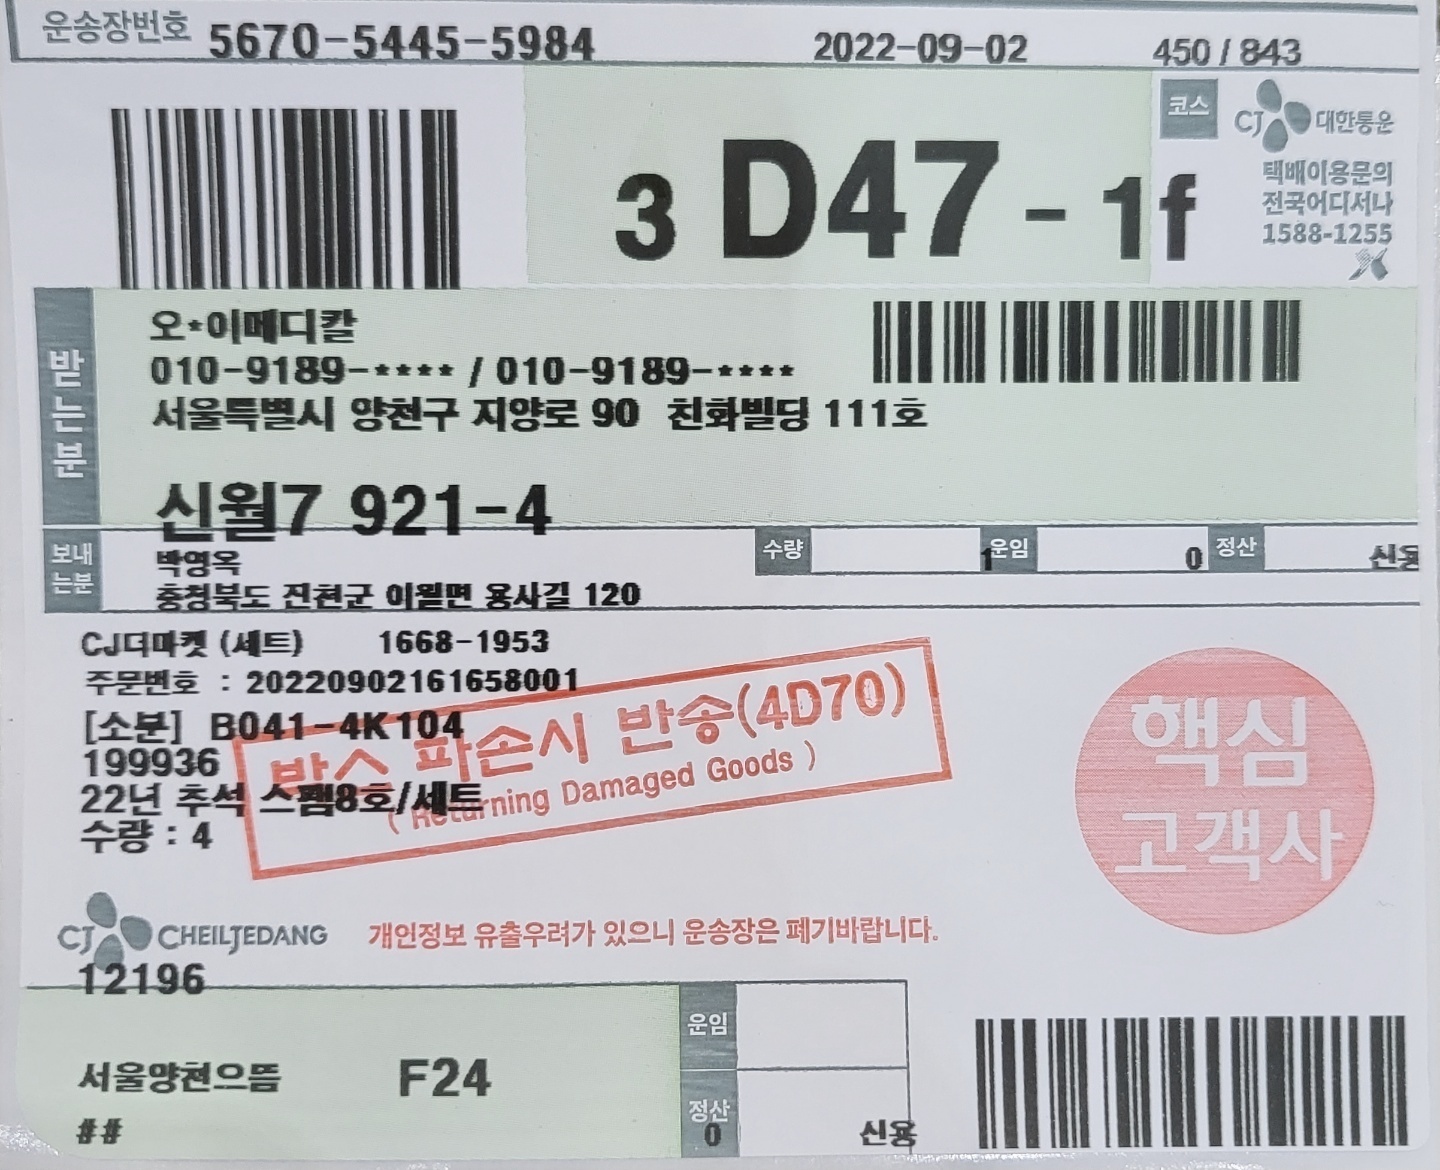 운송장번호 5670-5445-5984 2022-09-02 450 / 843
코스 CJ 대한통운
3 D47 - 1f
택배이용문의
전국어디서나
1588-1255
받는분
오*이메디칼
010-9189-**** / 010-9189-****
서울특별시 양천구 지양로 90 친화빌딩 111호
신월7 921-4
보내는분
박영옥 수량 1 운임 0 정산 신용
충청북도 진천군 이월면 용사길 120
CJ더마켓 (세트) 1668-1953
주문번호 : 20220902161658001
[소분] B041-4K104
199936
22년 추석 스팸8호/세트
수량 : 4
박스 파손시 반송(4D70)
( Returning Damaged Goods )
핵심
고객사
CJ CHEILJEDANG 개인정보 유출우려가 있으니 운송장은 폐기바랍니다.
12196
운임
서울양천으뜸 F24
정산
## 0 신용